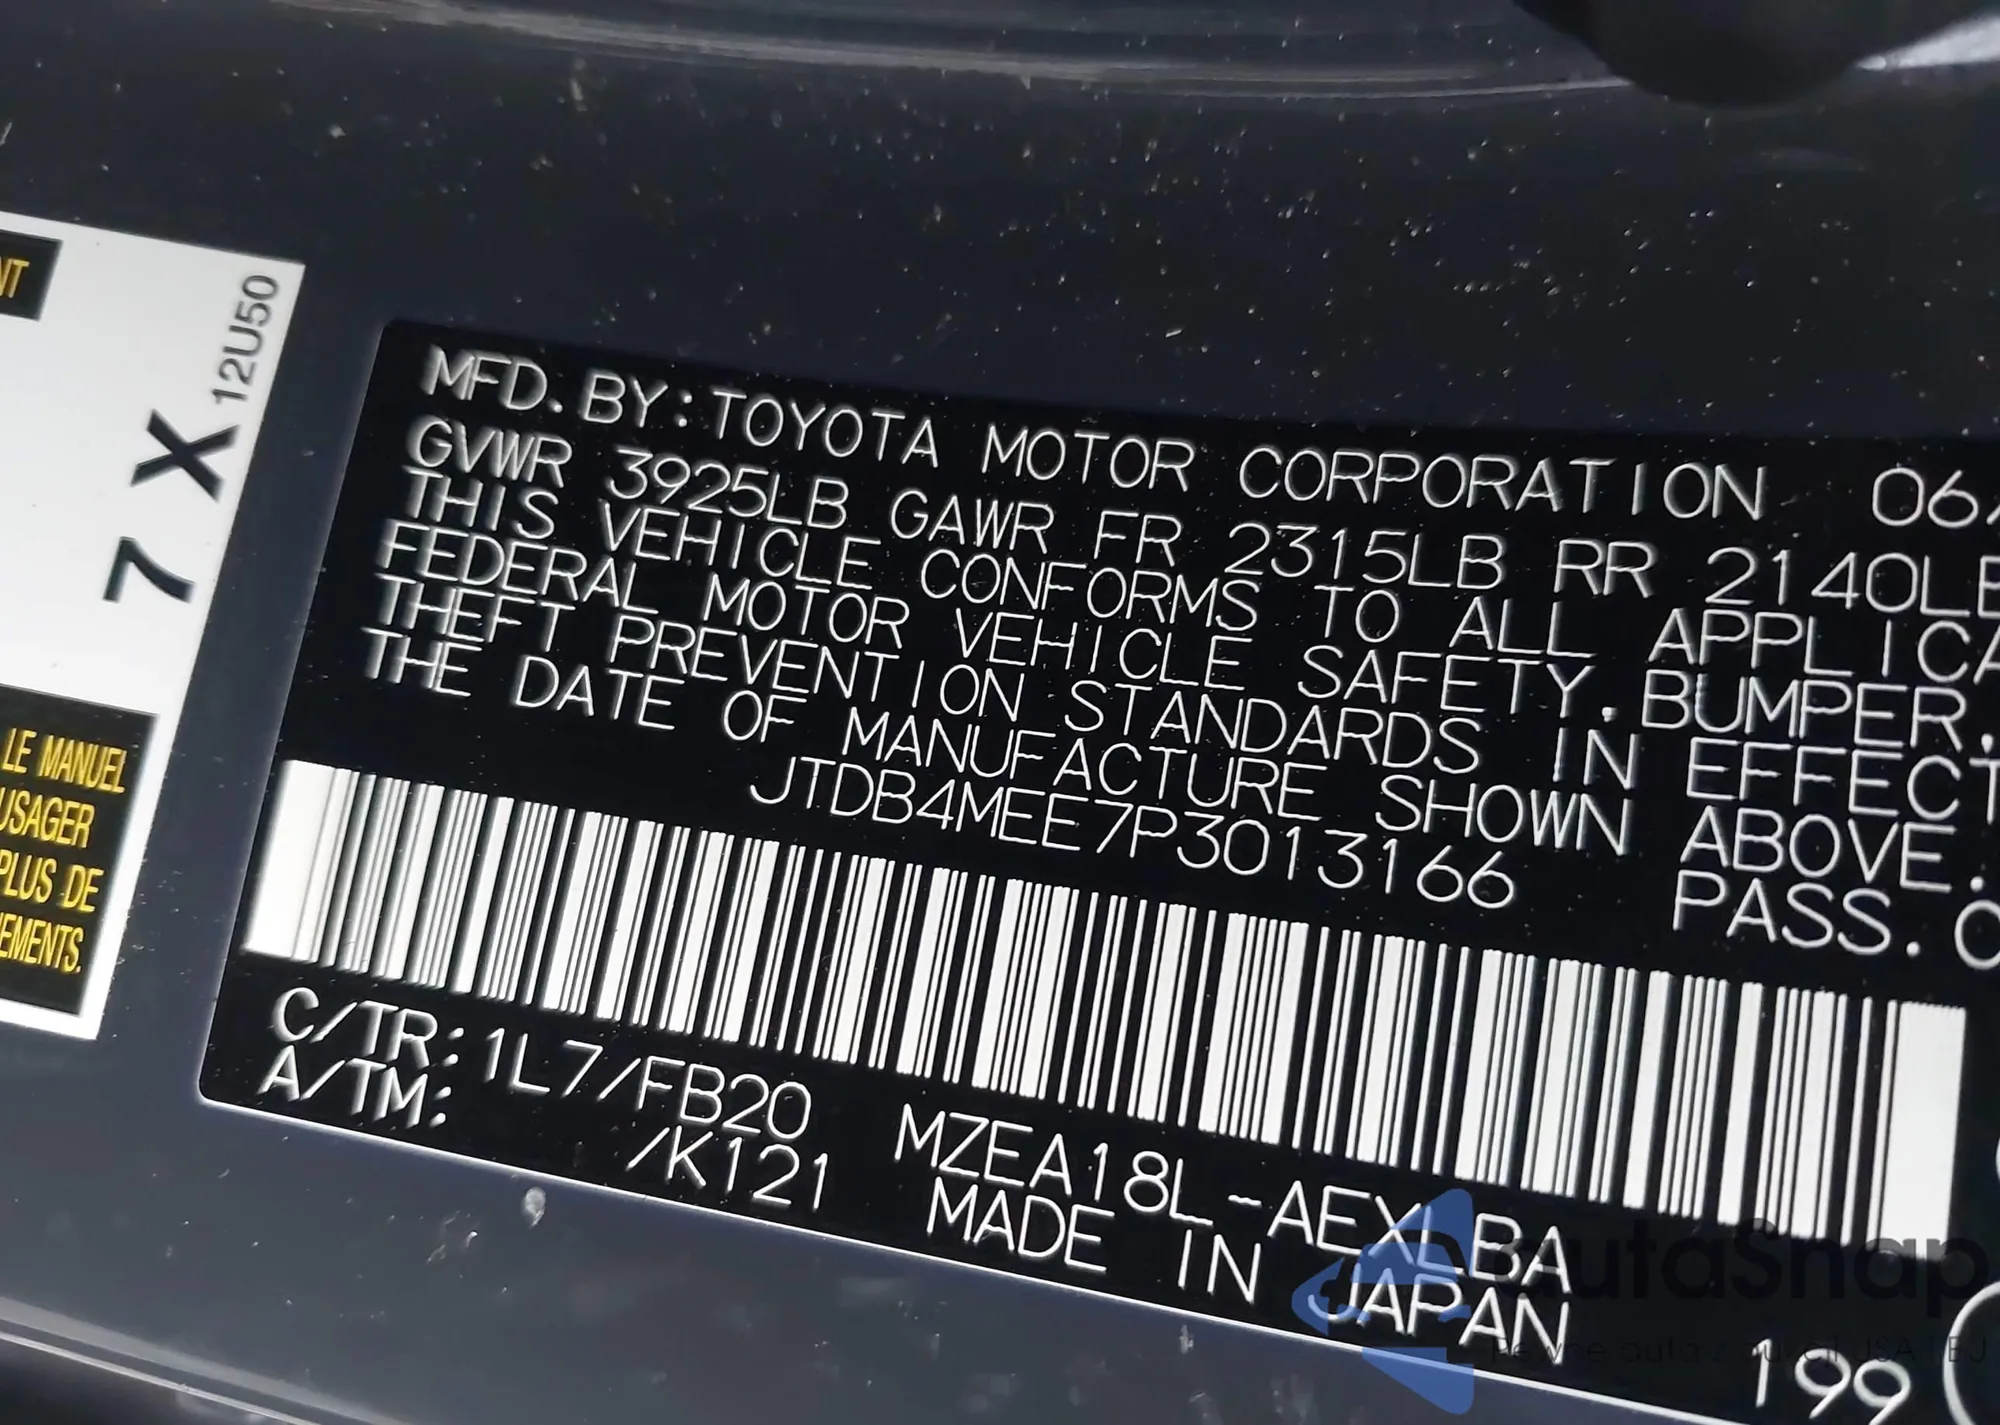 NT
7 X 12U50
LE MANUEL
USAGER
PLUS DE
EMENTS.
MFD. BY: TOYOTA MOTOR CORPORATION 06/
GVWR 3925LB GAWR FR 2315LB RR 2140LB
THIS VEHICLE CONFORMS TO ALL APPLICA
FEDERAL MOTOR VEHICLE SAFETY. BUMPER.
THEFT PREVENTION STANDARDS IN EFFECT
THE DATE OF MANUFACTURE SHOWN ABOVE.
JTDB4MEE7P3013166 PASS. C
C/TR: 1L7/FB20 MZEA18L-AEXLBA
A/TM: /K121 MADE IN JAPAN
199
autaSnap